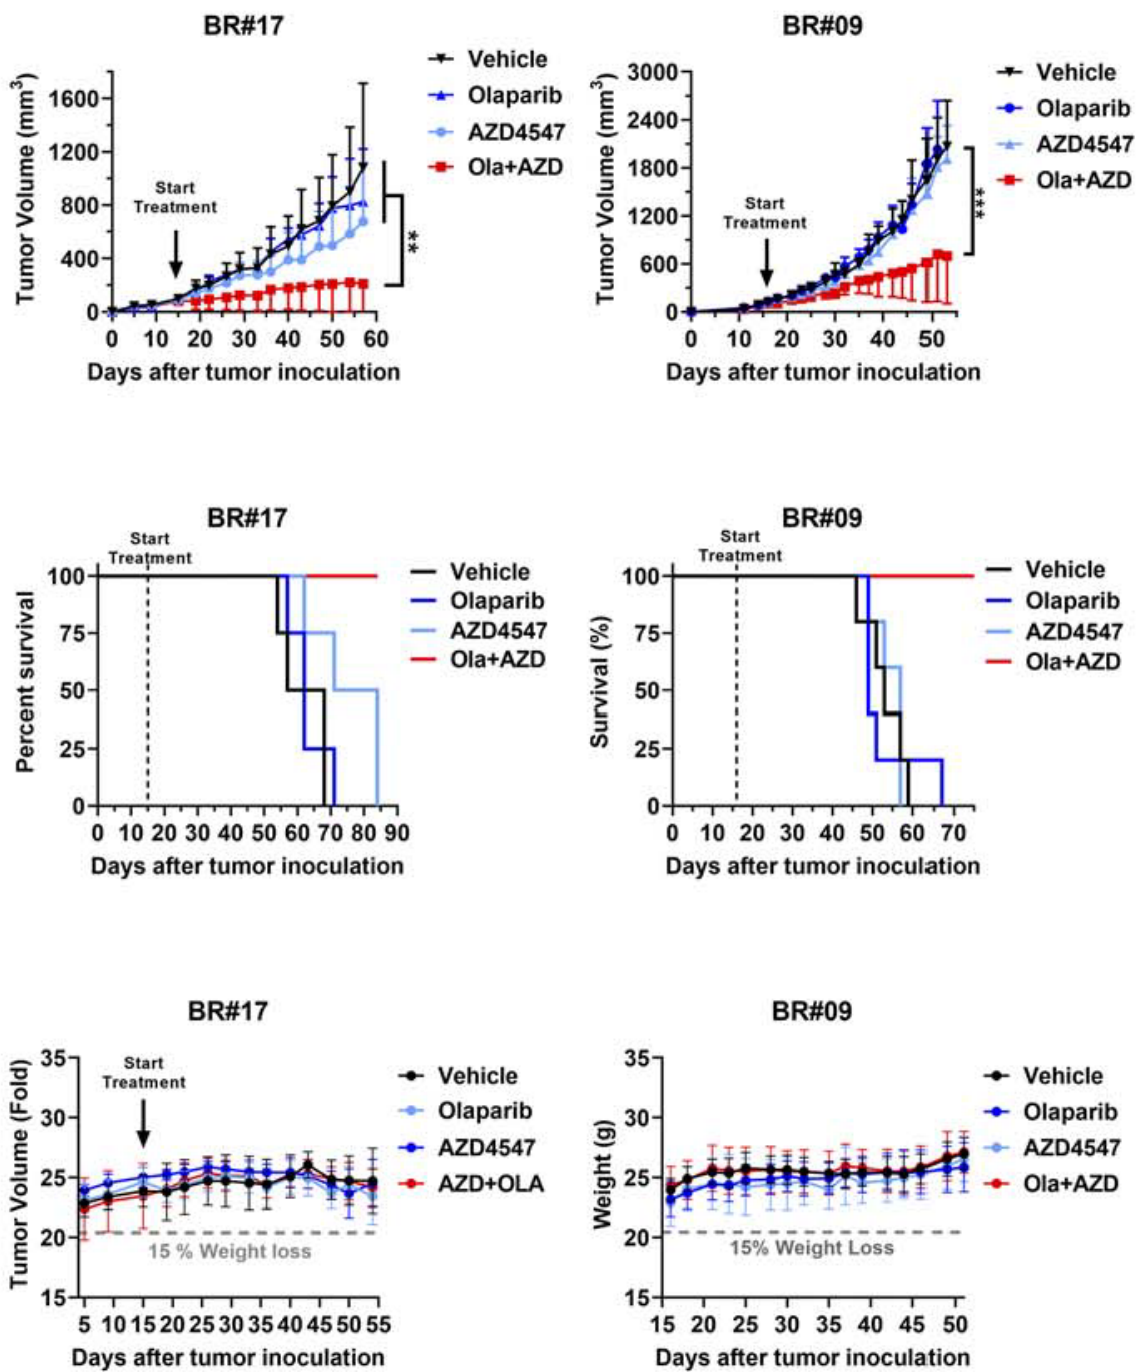 BR#17
Tumor Volume (mm³)
1600
1200
800
400
0
0 10 20 30 40 50 60
Days after tumor inoculation
Start
Treatment
Vehicle
Olaparib
AZD4547
Ola+AZD
**
BR#09
Tumor Volume (mm³)
3000
2400
1800
1200
600
0
0 10 20 30 40 50
Days after tumor inoculation
Start
Treatment
Vehicle
Olaparib
AZD4547
Ola+AZD
***
BR#17
Start
Treatment
Percent survival
100
75
50
25
0
0 10 20 30 40 50 60 70 80 90
Days after tumor inoculation
Vehicle
Olaparib
AZD4547
Ola+AZD
BR#09
Start
Treatment
Survival (%)
100
75
50
25
0
0 10 20 30 40 50 60 70
Days after tumor inoculation
Vehicle
Olaparib
AZD4547
Ola+AZD
BR#17
Tumor Volume (Fold)
35
30
25
20
15
Start
Treatment
15 % Weight loss
5 10 15 20 25 30 35 40 45 50 55
Days after tumor inoculation
Vehicle
Olaparib
AZD4547
AZD+OLA
BR#09
Weight (g)
35
30
25
20
15
15% Weight Loss
15 20 25 30 35 40 45 50
Days after tumor inoculation
Vehicle
Olaparib
AZD4547
Ola+AZD